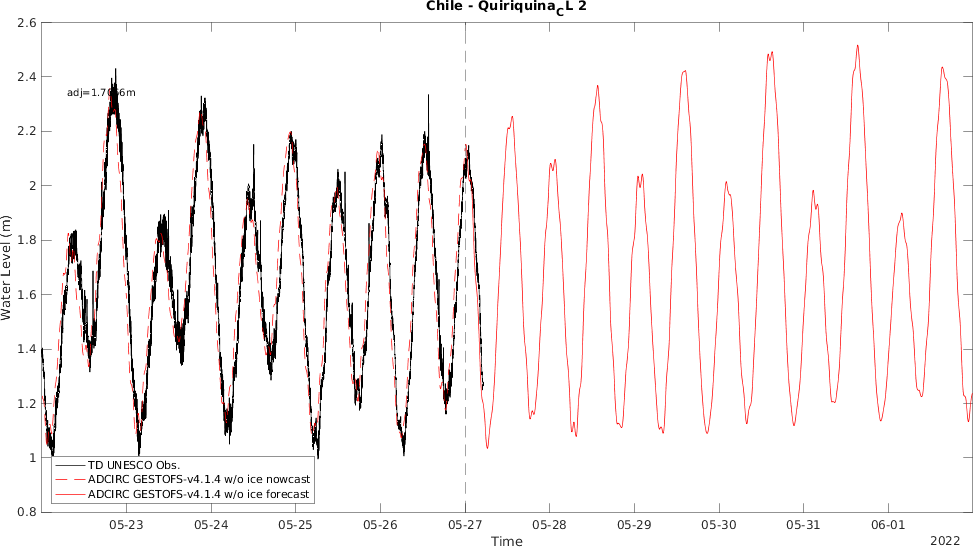 Chile - Quiriquina_CL 2
2.6
2.4
adj=1.7066m
2.2
2
1.8
1.6
1.4
1.2
1
0.8
Water Level (m)
TD UNESCO Obs.
ADCIRC GESTOFS-v4.1.4 w/o ice nowcast
ADCIRC GESTOFS-v4.1.4 w/o ice forecast
05-23 05-24 05-25 05-26 05-27 05-28 05-29 05-30 05-31 06-01
Time
2022